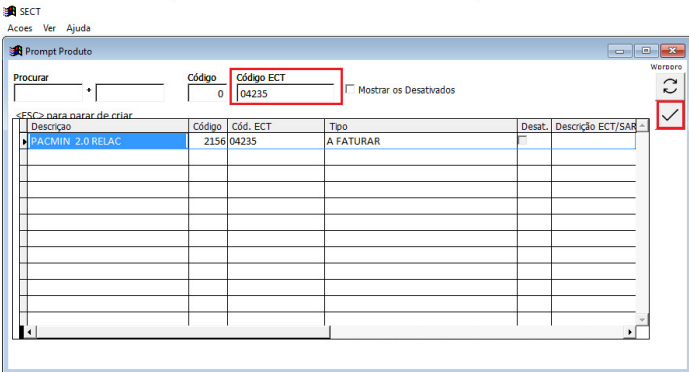 SECT
Acoes Ver Ajuda
Prompt Produto
Procurar Código Código ECT
+ 0 04235 Mostrar os Desativados
<ESC> para parar de criar
Descriçao Código Cód. ECT Tipo Desat. Descrição ECT/SAR
PACMIN 2.0 RELAC 2156 04235 A FATURAR